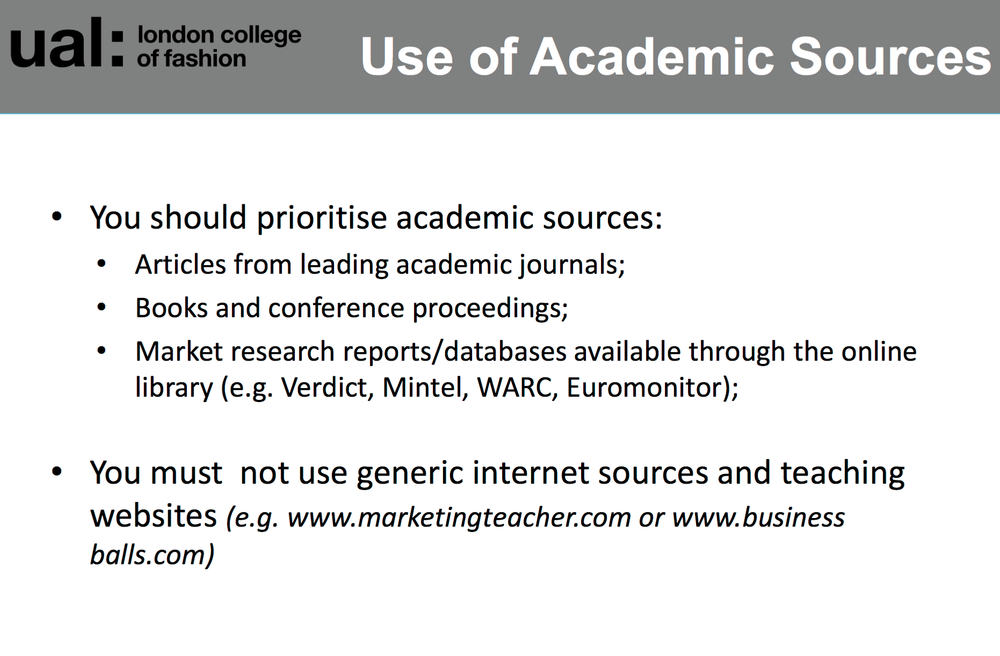 ual: london college
of fashion
Use of Academic Sources
• You should prioritise academic sources:
• Articles from leading academic journals;
• Books and conference proceedings;
• Market research reports/databases available through the online
library (e.g. Verdict, Mintel, WARC, Euromonitor);
• You must  not use generic internet sources and teaching
websites (e.g. www.marketingteacher.com or www.business
balls.com)